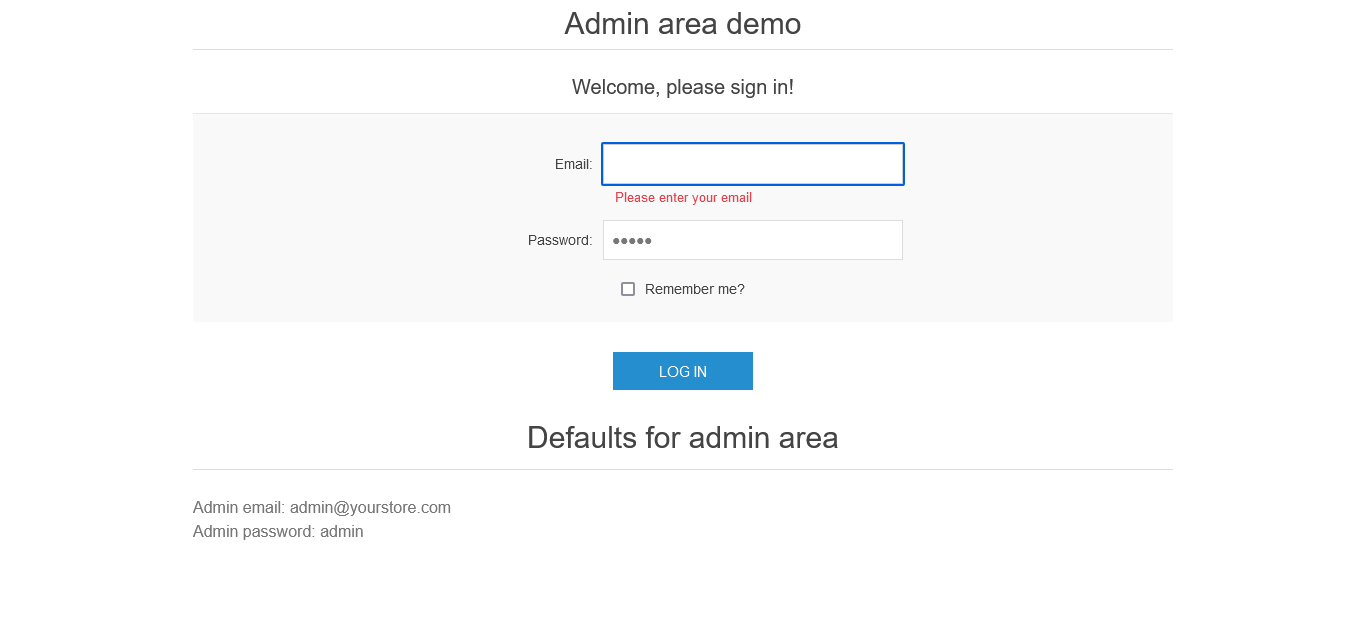 Admin area demo
Welcome, please sign in!
Email:
Please enter your email
Password: ●●●●●
Remember me?
LOG IN
Defaults for admin area
Admin email: admin@yourstore.com
Admin password: admin